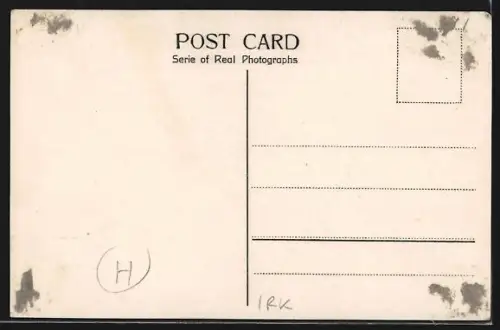 POST CARD
Serie of Real Photographs
H
IRK